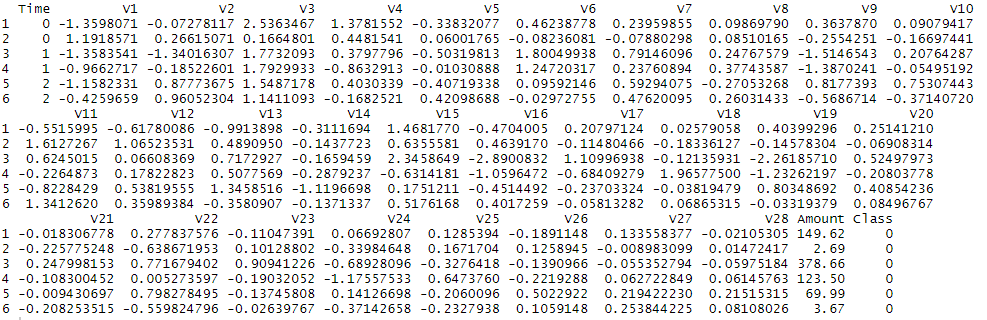 Time V1 V2 V3 V4 V5 V6 V7 V8 V9 V10
1 0 -1.3598071 -0.07278117 2.5363467 1.3781552 -0.33832077 0.46238778 0.23959855 0.09869790 0.3637870 0.09079417
2 0 1.1918571 0.26615071 0.1664801 0.4481541 0.06001765 -0.08236081 -0.07880298 0.08510165 -0.2554251 -0.16697441
3 1 -1.3583541 -1.34016307 1.7732093 0.3797796 -0.50319813 1.80049938 0.79146096 0.24767579 -1.5146543 0.20764287
4 1 -0.9662717 -0.18522601 1.7929933 -0.8632913 -0.01030888 1.24720317 0.23760894 0.37743587 -1.3870241 -0.05495192
5 2 -1.1582331 0.87773675 1.5487178 0.4030339 -0.40719338 0.09592146 0.59294075 -0.27053268 0.8177393 0.75307443
6 2 -0.4259659 0.96052304 1.1411093 -0.1682521 0.42098688 -0.02972755 0.47620095 0.26031433 -0.5686714 -0.37140720
V11 V12 V13 V14 V15 V16 V17 V18 V19 V20
1 -0.5515995 -0.61780086 -0.9913898 -0.3111694 1.4681770 -0.4704005 0.20797124 0.02579058 0.40399296 0.25141210
2 1.6127267 1.06523531 0.4890950 -0.1437723 0.6355581 0.4639170 -0.11480466 -0.18336127 -0.14578304 -0.06908314
3 0.6245015 0.06608369 0.7172927 -0.1659459 2.3458649 -2.8900832 1.10996938 -0.12135931 -2.26185710 0.52497973
4 -0.2264873 0.17822823 0.5077569 -0.2879237 -0.6314181 -1.0596472 -0.68409279 1.96577500 -1.23262197 -0.20803778
5 -0.8228429 0.53819555 1.3458516 -1.1196698 0.1751211 -0.4514492 -0.23703324 -0.03819479 0.80348692 0.40854236
6 1.3412620 0.35989384 -0.3580907 -0.1371337 0.5176168 0.4017259 -0.05813282 0.06865315 -0.03319379 0.08496767
V21 V22 V23 V24 V25 V26 V27 V28 Amount Class
1 -0.018306778 0.277837576 -0.11047391 0.06692807 0.1285394 -0.1891148 0.133558377 -0.02105305 149.62 0
2 -0.225775248 -0.638671953 0.10128802 -0.33984648 0.1671704 0.1258945 -0.008983099 0.01472417 2.69 0
3 0.247998153 0.771679402 0.90941226 -0.68928096 -0.3276418 -0.1390966 -0.055352794 -0.05975184 378.66 0
4 -0.108300452 0.005273597 -0.19032052 -1.17557533 0.6473760 -0.2219288 0.062722849 0.06145763 123.50 0
5 -0.009430697 0.798278495 -0.13745808 0.14126698 -0.2060096 0.5022922 0.219422230 0.21515315 69.99 0
6 -0.208253515 -0.559824796 -0.02639767 -0.37142658 -0.2327938 0.1059148 0.253844225 0.08108026 3.67 0